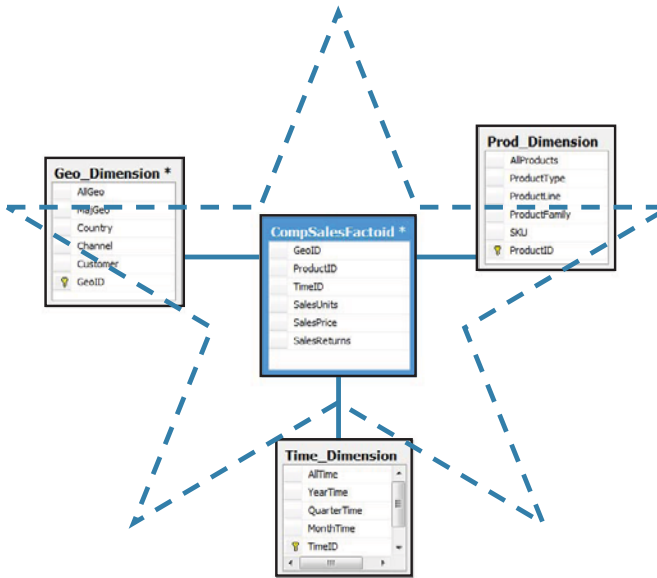 Geo_Dimension *
AllGeo
MajGeo
Country
Channel
Customer
GeoID
CompSalesFactoid *
GeoID
ProductID
TimeID
SalesUnits
SalesPrice
SalesReturns
Prod_Dimension
AllProducts
ProductType
ProductLine
ProductFamily
SKU
ProductID
Time_Dimension
AllTime
YearTime
QuarterTime
MonthTime
TimeID